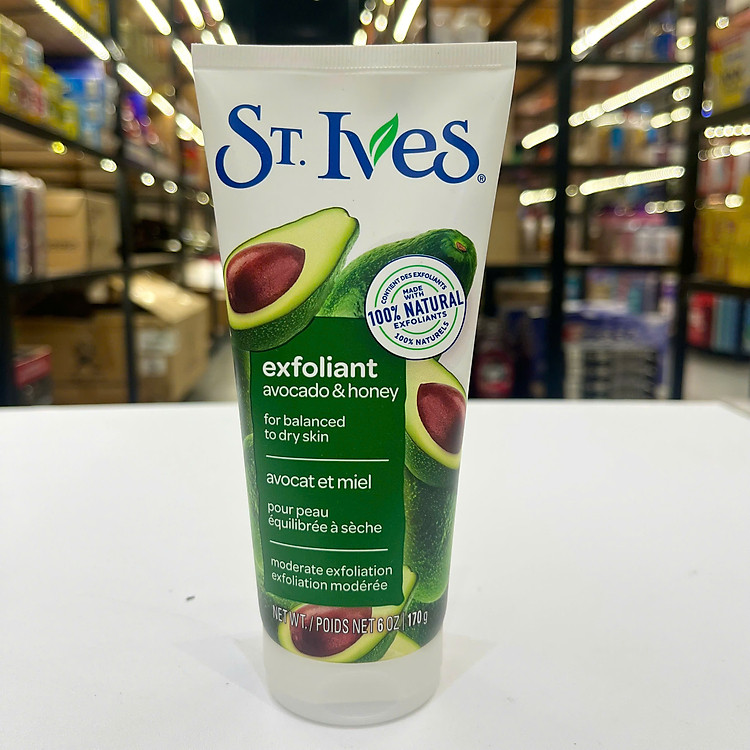 ST. Ives®
CONTIENT DES EXFOLIANTS
MADE
WITH
100% NATURAL
EXFOLIANTS
100% NATURELS
exfoliant
avocado & honey
for balanced
to dry skin
avocat et miel
pour peau
équilibrée à sèche
moderate exfoliation
exfoliation modérée
NET WT. / POIDS NET 6 OZ | 170 g